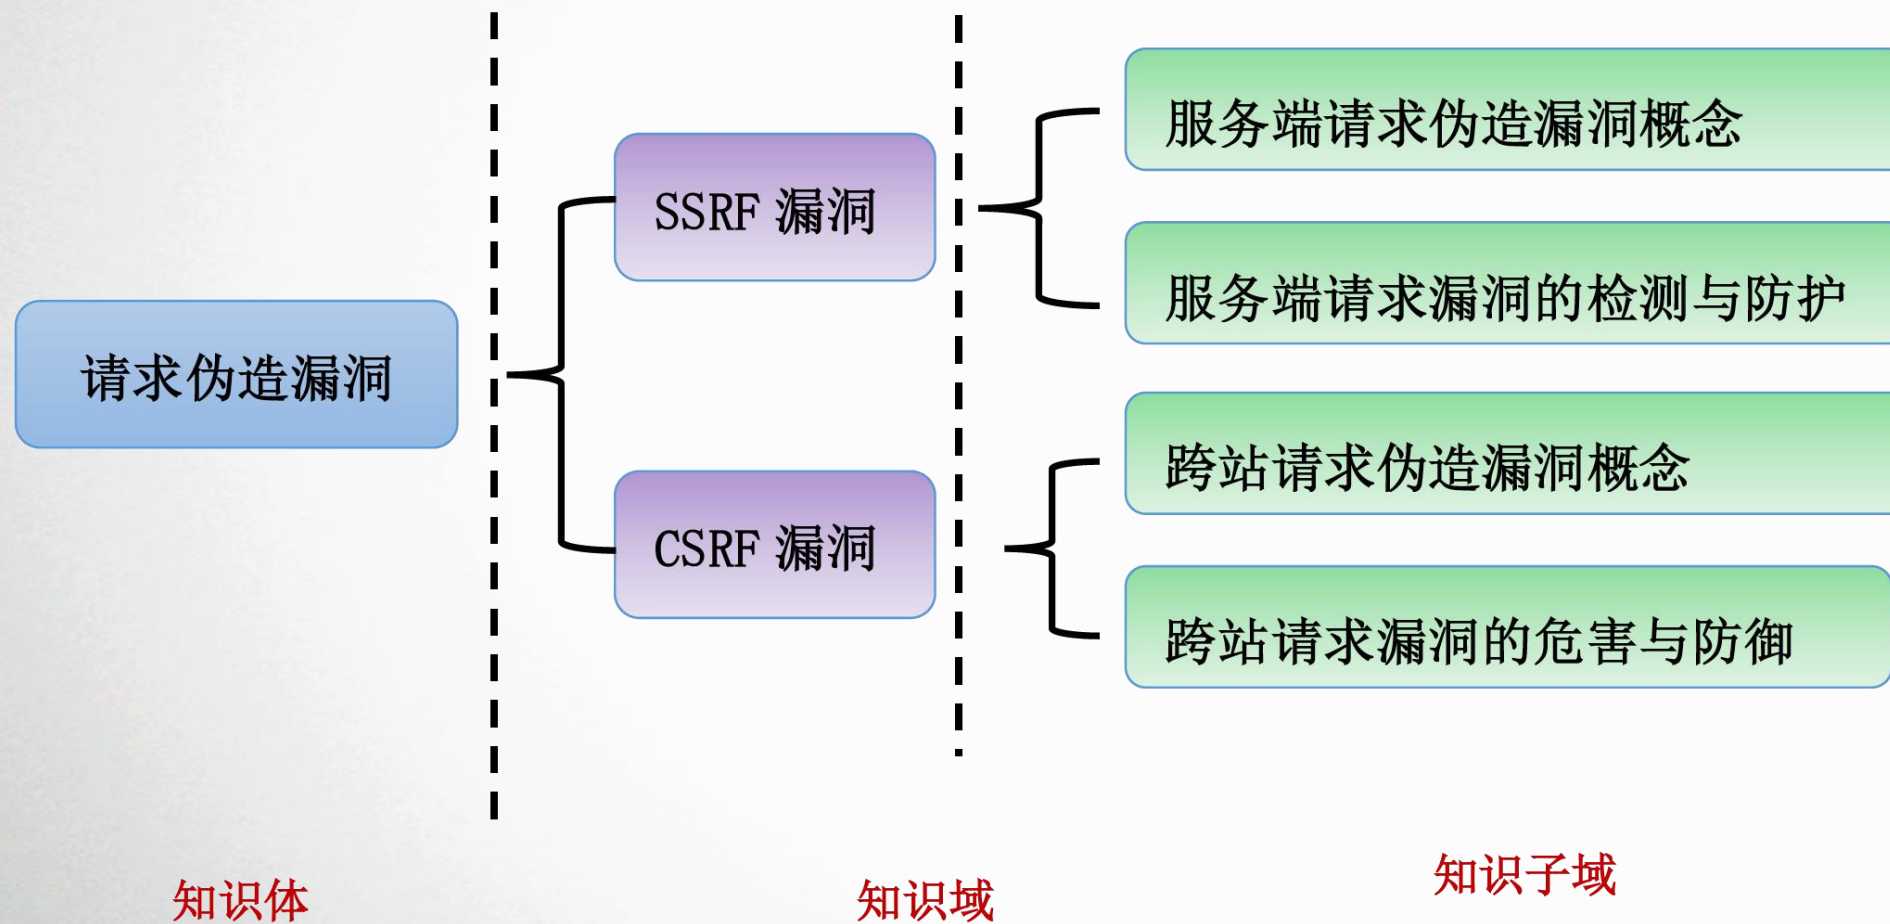 请求伪造漏洞
SSRF 漏洞
CSRF 漏洞
服务端请求伪造漏洞概念
服务端请求漏洞的检测与防护
跨站请求伪造漏洞概念
跨站请求漏洞的危害与防御
知识体
知识域
知识子域